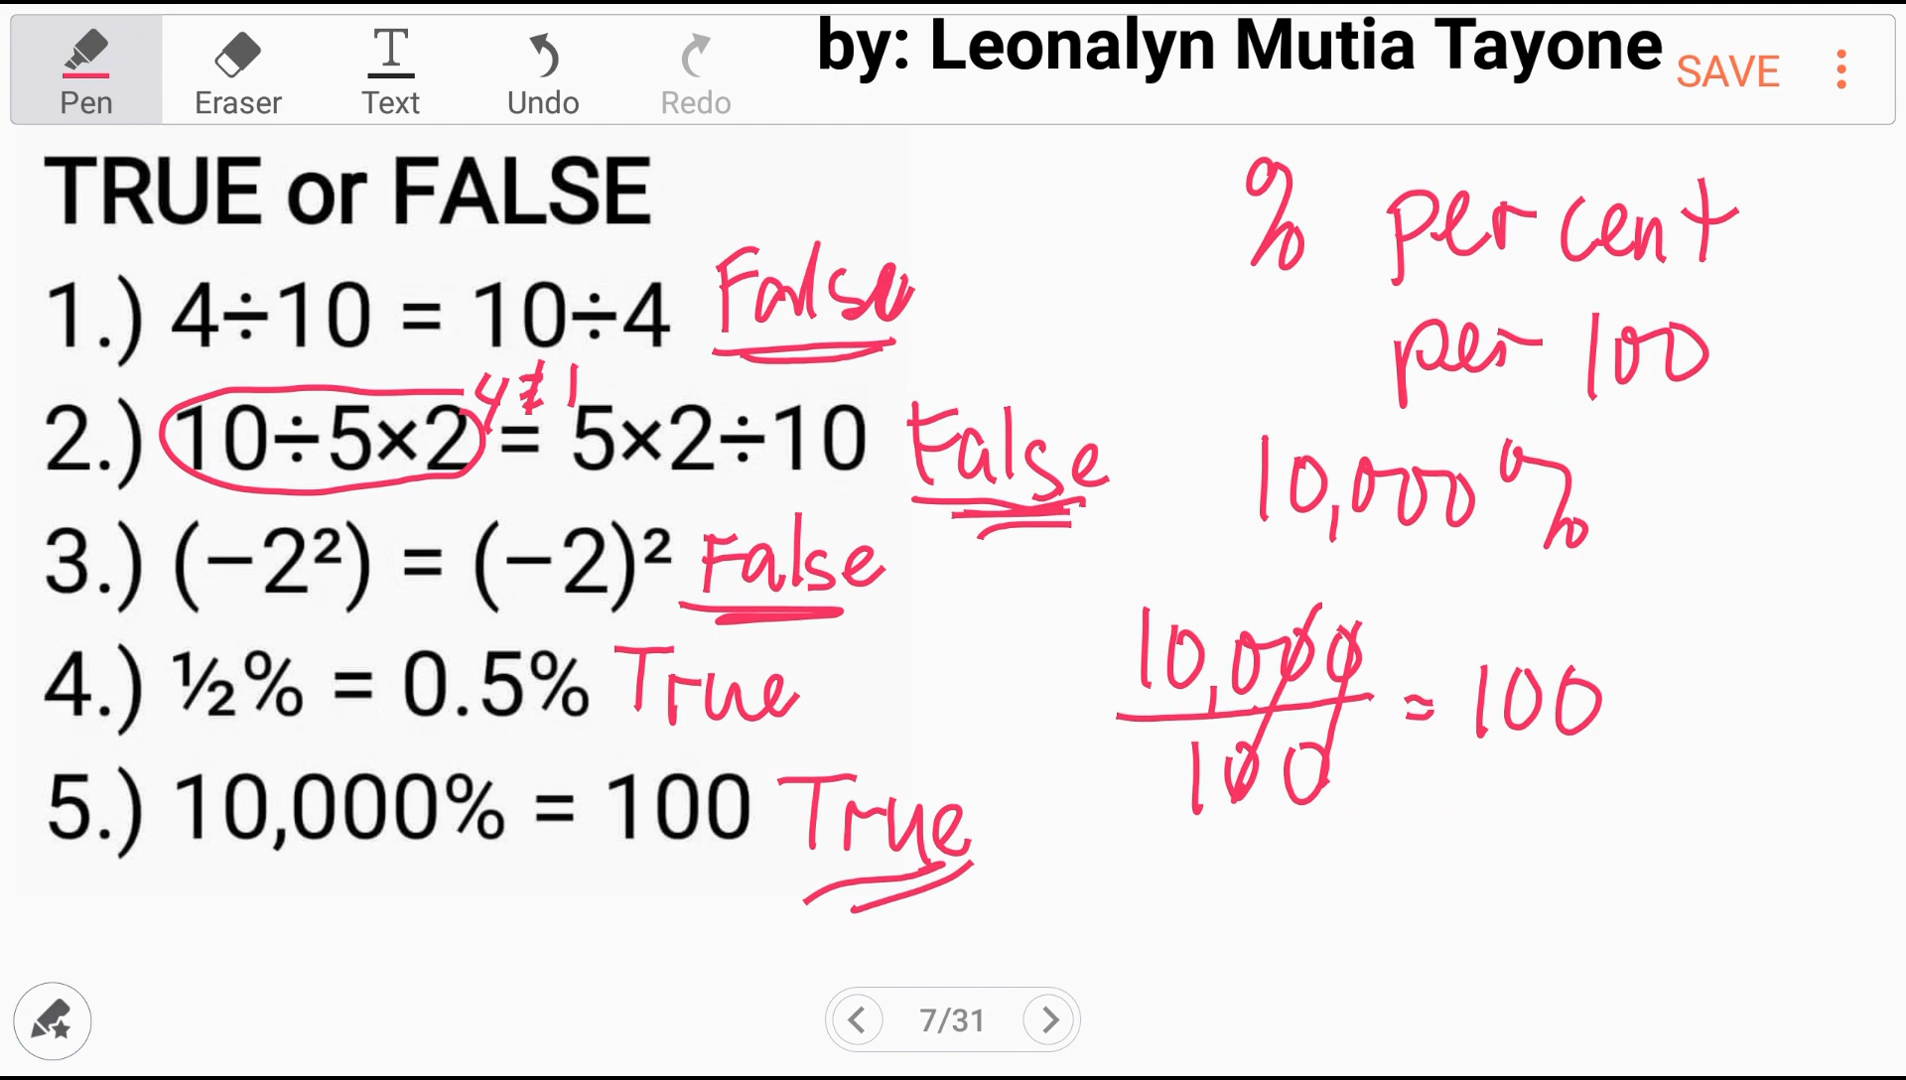 by: Leonalyn Mutia Tayone
Pen
Eraser
Text
Undo
Redo
SAVE
TRUE or FALSE
1.) 4÷10 = 10÷4 False
4 ≠ 1
2.) 10÷5×2 = 5×2÷10 False
3.) (−2²) = (−2)² False
4.) ½% = 0.5% True
5.) 10,000% = 100 True
% per cent
per 100
10,000%
10,000
100
= 100
7/31